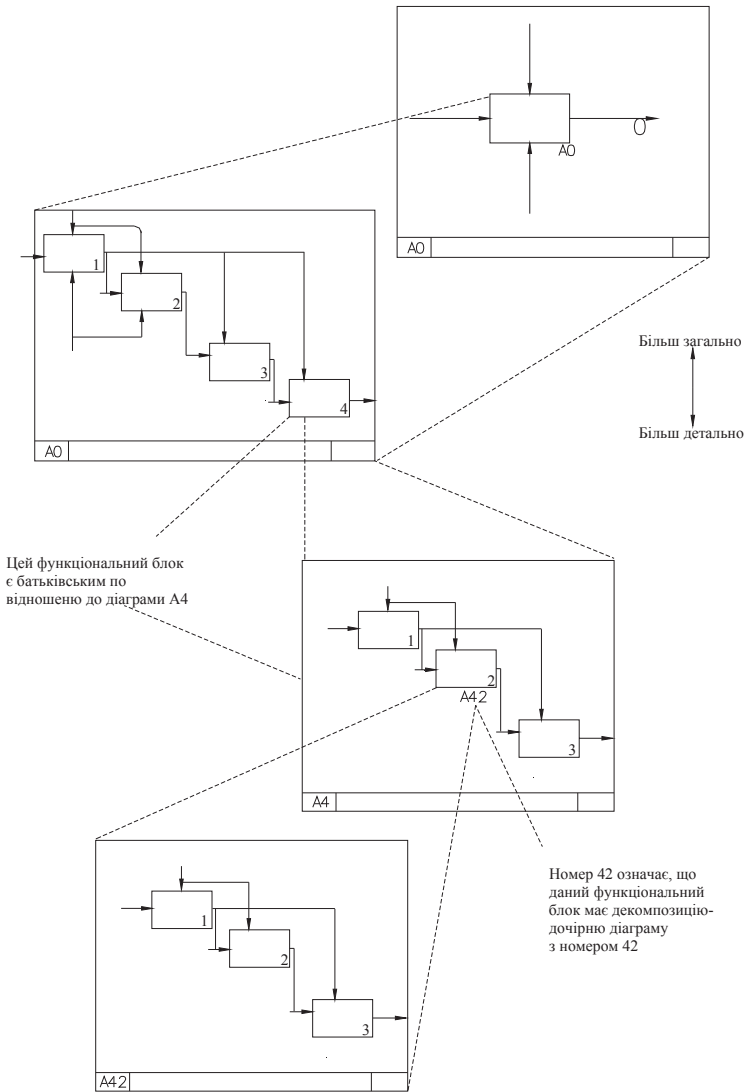 0
A0
A0
1
2
3
4
A0
Більш загально
Більш детально
Цей функціональний блок
є батьківським по
відношеню до діаграми А4
1
2
A42
3
A4
Номер 42 означає, що
даний функціональний
блок має декомпозицію-
дочірню діаграму
з номером 42
1
2
3
A42